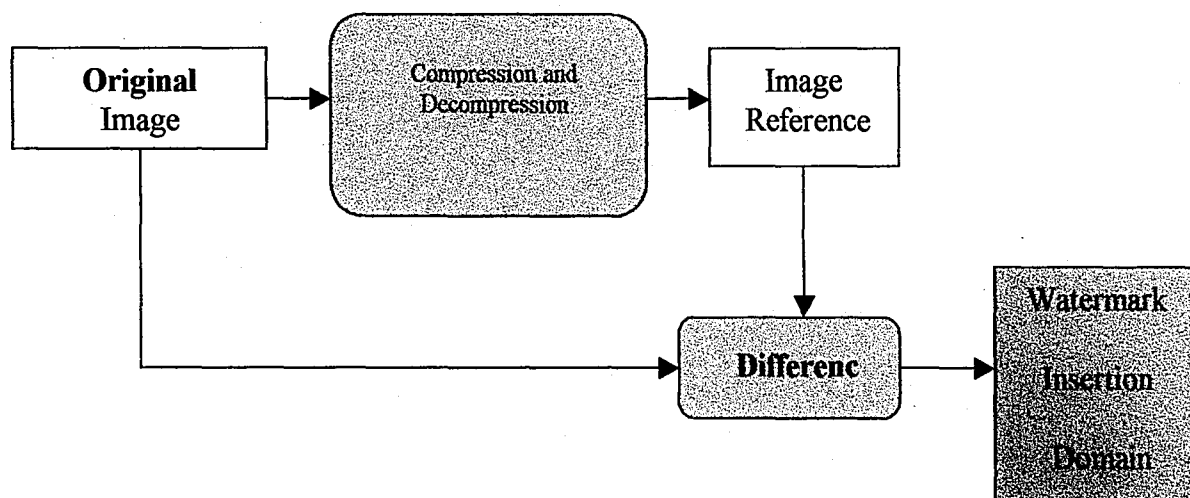 Original
Image
Compression and
Decompression
Image
Reference
Differenc
Watermark
Insertion
Domain